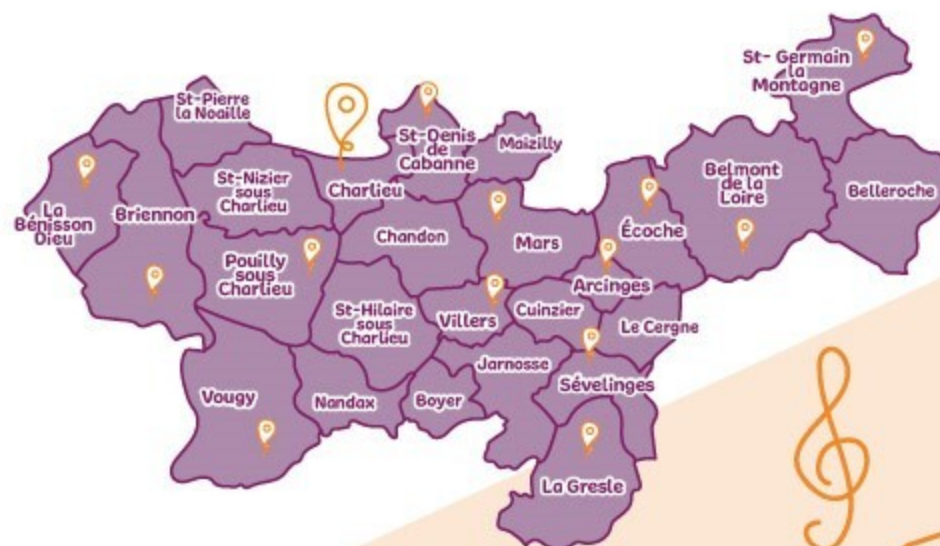 St- Germain
la
Montagne
St-Pierre
la Noaille
St-Denis
de
Cabanne
Maizilly
Belmont
de la
Loire
Belleroche
St-Nizier
sous
Charlieu
Charlieu
La
Bénisson
Dieu
Briennon
Chandon
Mars
Écoche
Pouilly
sous
Charlieu
Arcinges
St-Hilaire
sous
Charlieu
Villers
Cuinzier
Le Cergne
Jarnosse
Sévelinges
Vougy
Nandax
Boyer
La Gresle